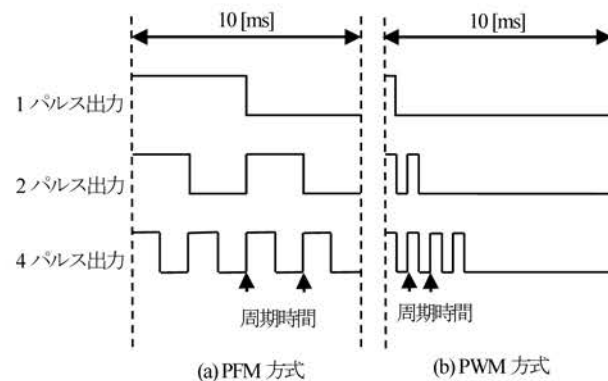 10 [ms]
10 [ms]
1 パルス出力
2 パルス出力
4 パルス出力
周期時間
周期時間
(a) PFM 方式
(b) PWM 方式